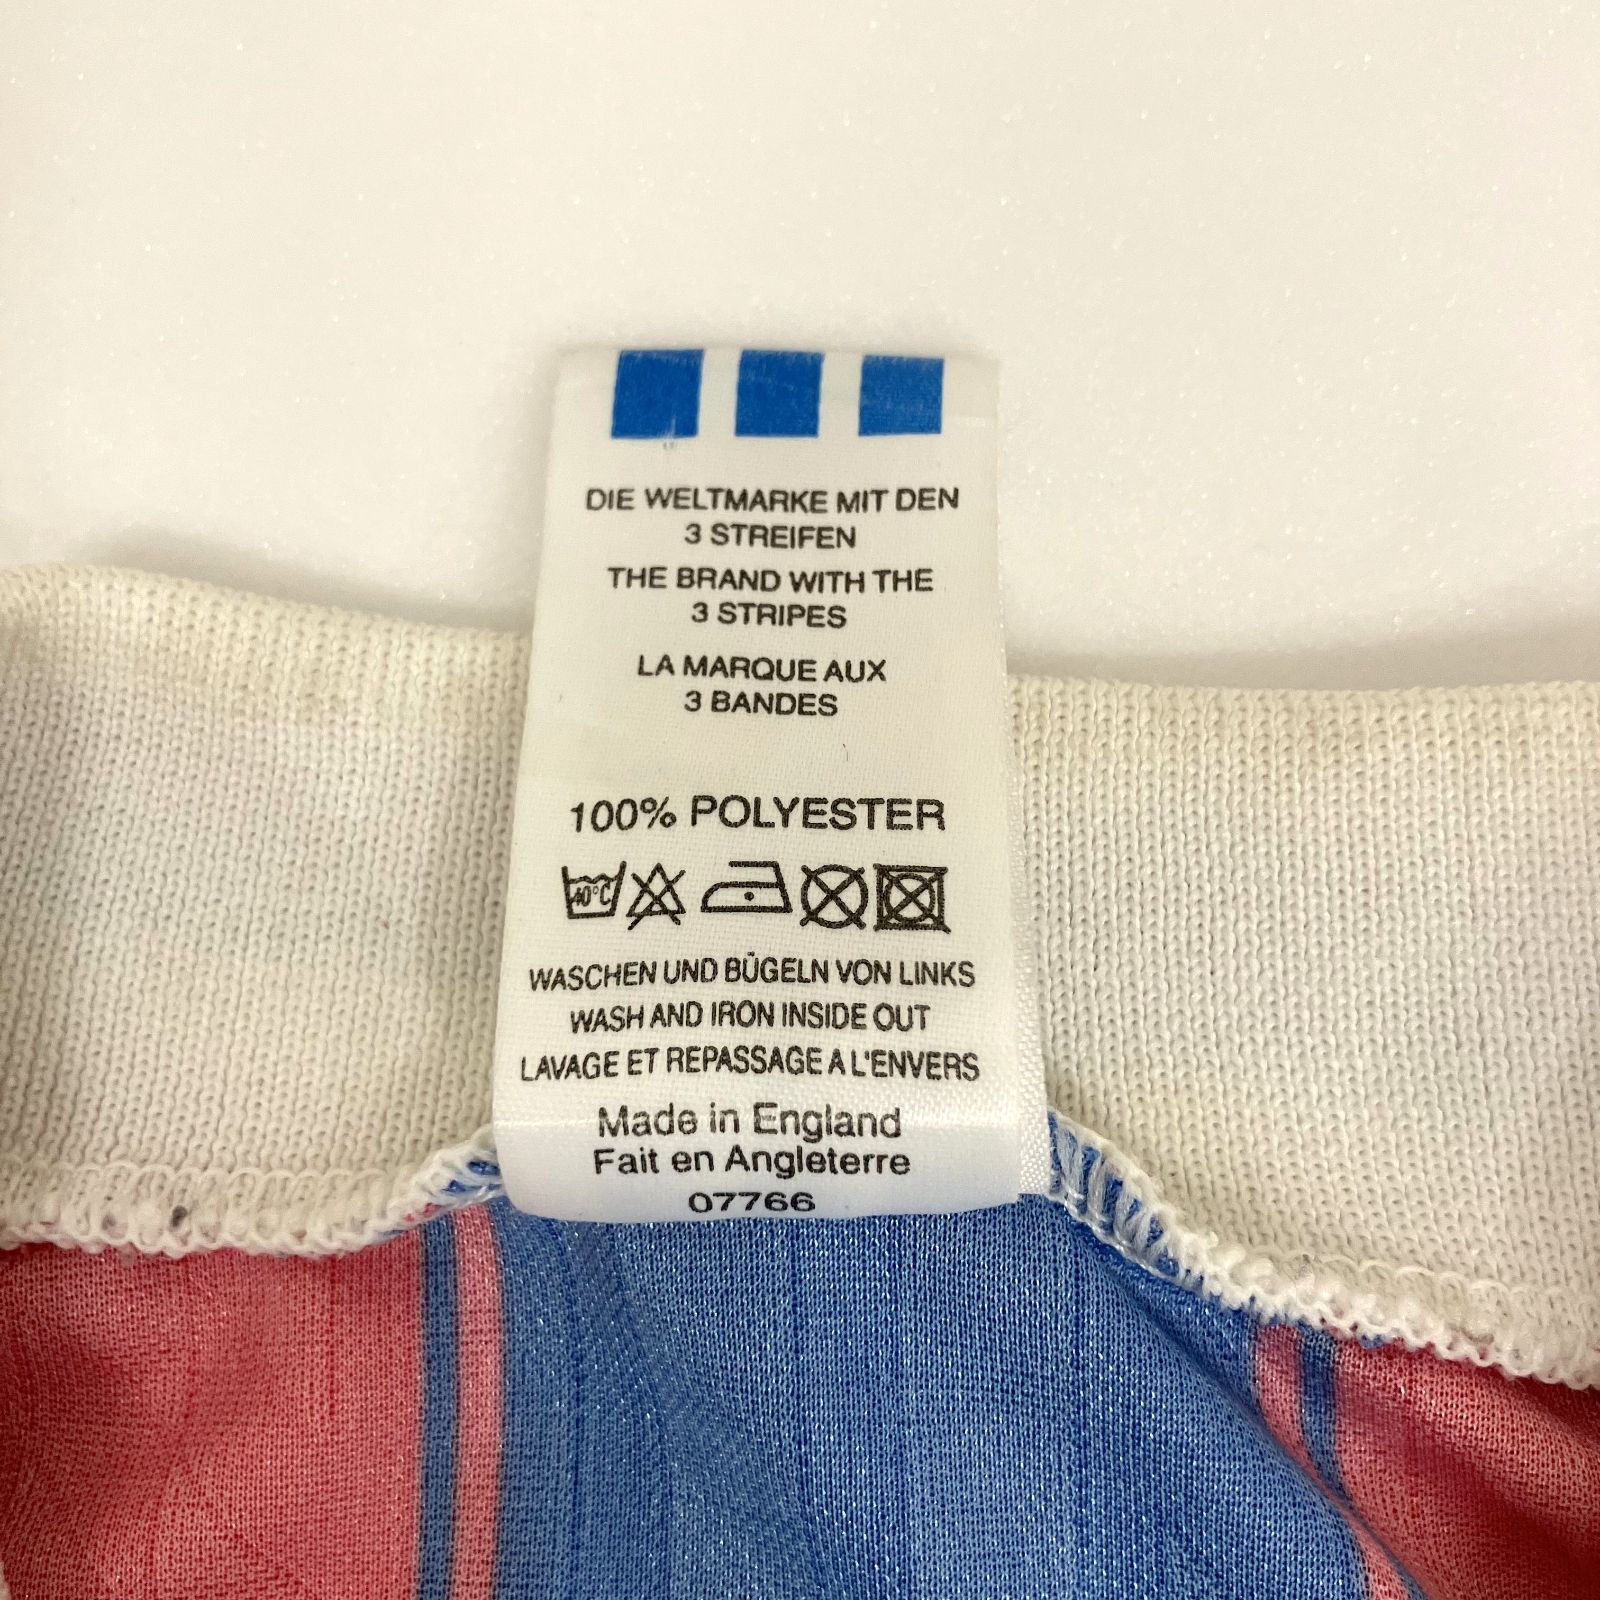 DIE WELTMARKE MIT DEN
3 STREIFEN
THE BRAND WITH THE
3 STRIPES
LA MARQUE AUX
3 BANDES
100% POLYESTER
40°C
WASCHEN UND BÜGELN VON LINKS
WASH AND IRON INSIDE OUT
LAVAGE ET REPASSAGE A L'ENVERS
Made in England
Fait en Angleterre
07766